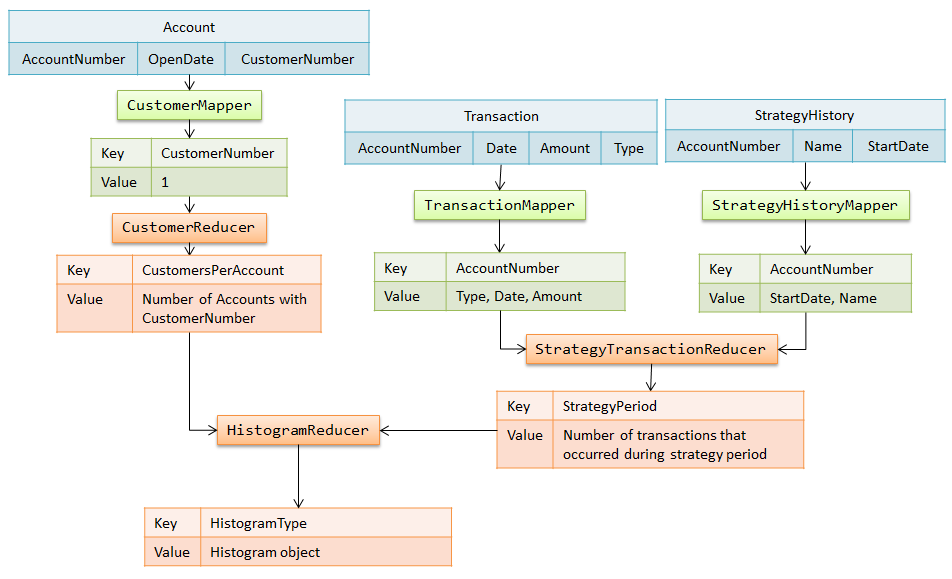 Account
AccountNumber OpenDate CustomerNumber
CustomerMapper
Key CustomerNumber
Value 1
CustomerReducer
Key CustomersPerAccount
Value Number of Accounts with
CustomerNumber
Transaction
AccountNumber Date Amount Type
TransactionMapper
Key AccountNumber
Value Type, Date, Amount
StrategyHistory
AccountNumber Name StartDate
StrategyHistoryMapper
Key AccountNumber
Value StartDate, Name
StrategyTransactionReducer
Key StrategyPeriod
Value Number of transactions that
occurred during strategy period
HistogramReducer
Key HistogramType
Value Histogram object